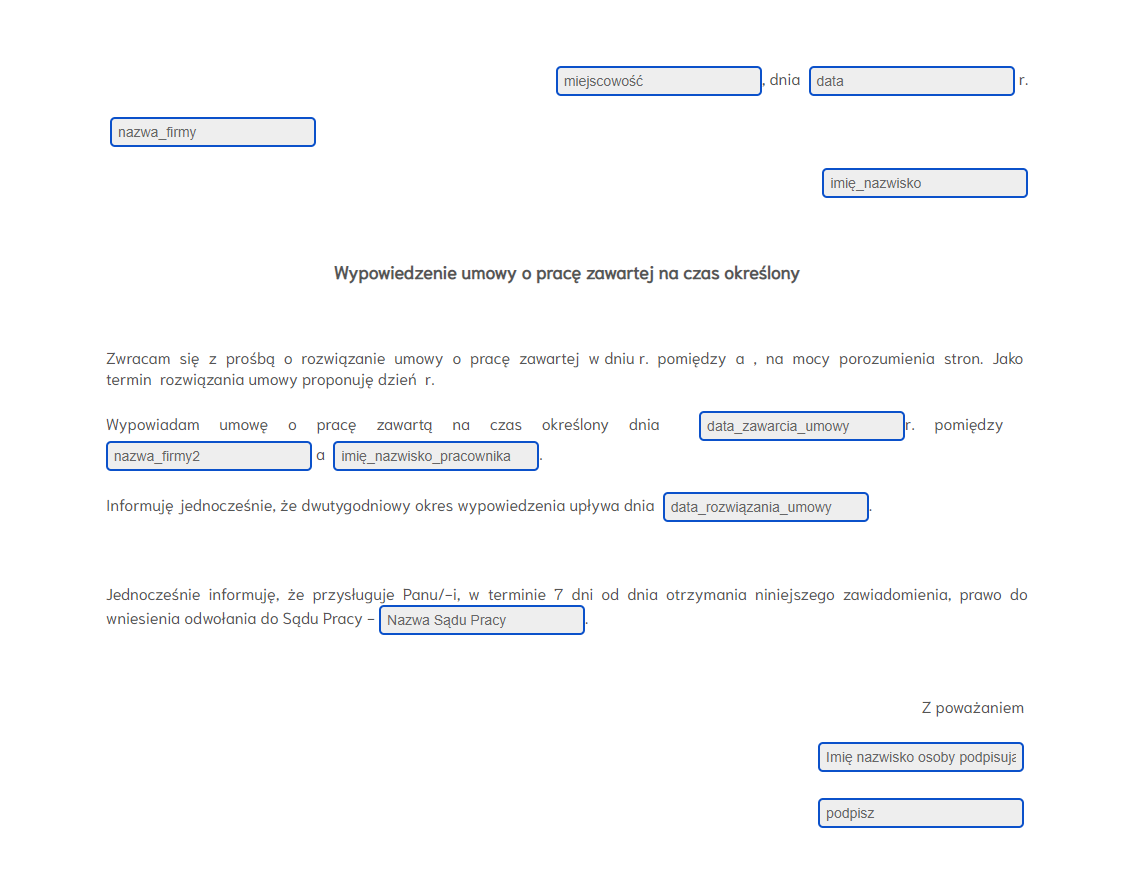 miejscowość , dnia data r.
nazwa_firmy
imię_nazwisko
Wypowiedzenie umowy o pracę zawartej na czas określony
Zwracam się z prośbą o rozwiązanie umowy o pracę zawartej w dniu r. pomiędzy a , na mocy porozumienia stron. Jako
termin rozwiązania umowy proponuję dzień r.
Wypowiadam umowę o pracę zawartą na czas określony dnia data_zawarcia_umowy r. pomiędzy
nazwa_firmy2 a imię_nazwisko_pracownika .
Informuję jednocześnie, że dwutygodniowy okres wypowiedzenia upływa dnia data_rozwiązania_umowy .
Jednocześnie informuję, że przysługuje Panu/-i, w terminie 7 dni od dnia otrzymania niniejszego zawiadomienia, prawo do
wniesienia odwołania do Sądu Pracy – Nazwa Sądu Pracy .
Z poważaniem
Imię nazwisko osoby podpisują
podpisz